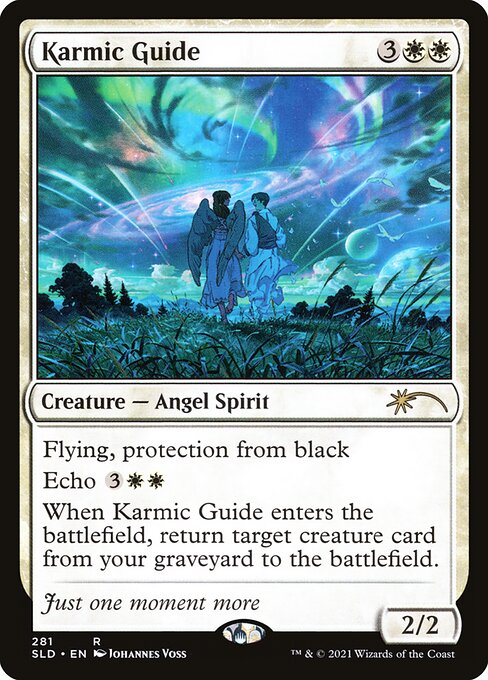 Karmic Guide 3
Creature — Angel Spirit
Flying, protection from black
Echo 3
When Karmic Guide enters the
battlefield, return target creature card
from your graveyard to the battlefield.
Just one moment more
2/2
281 R
SLD • EN Johannes Voss
™ & © 2021 Wizards of the Coast